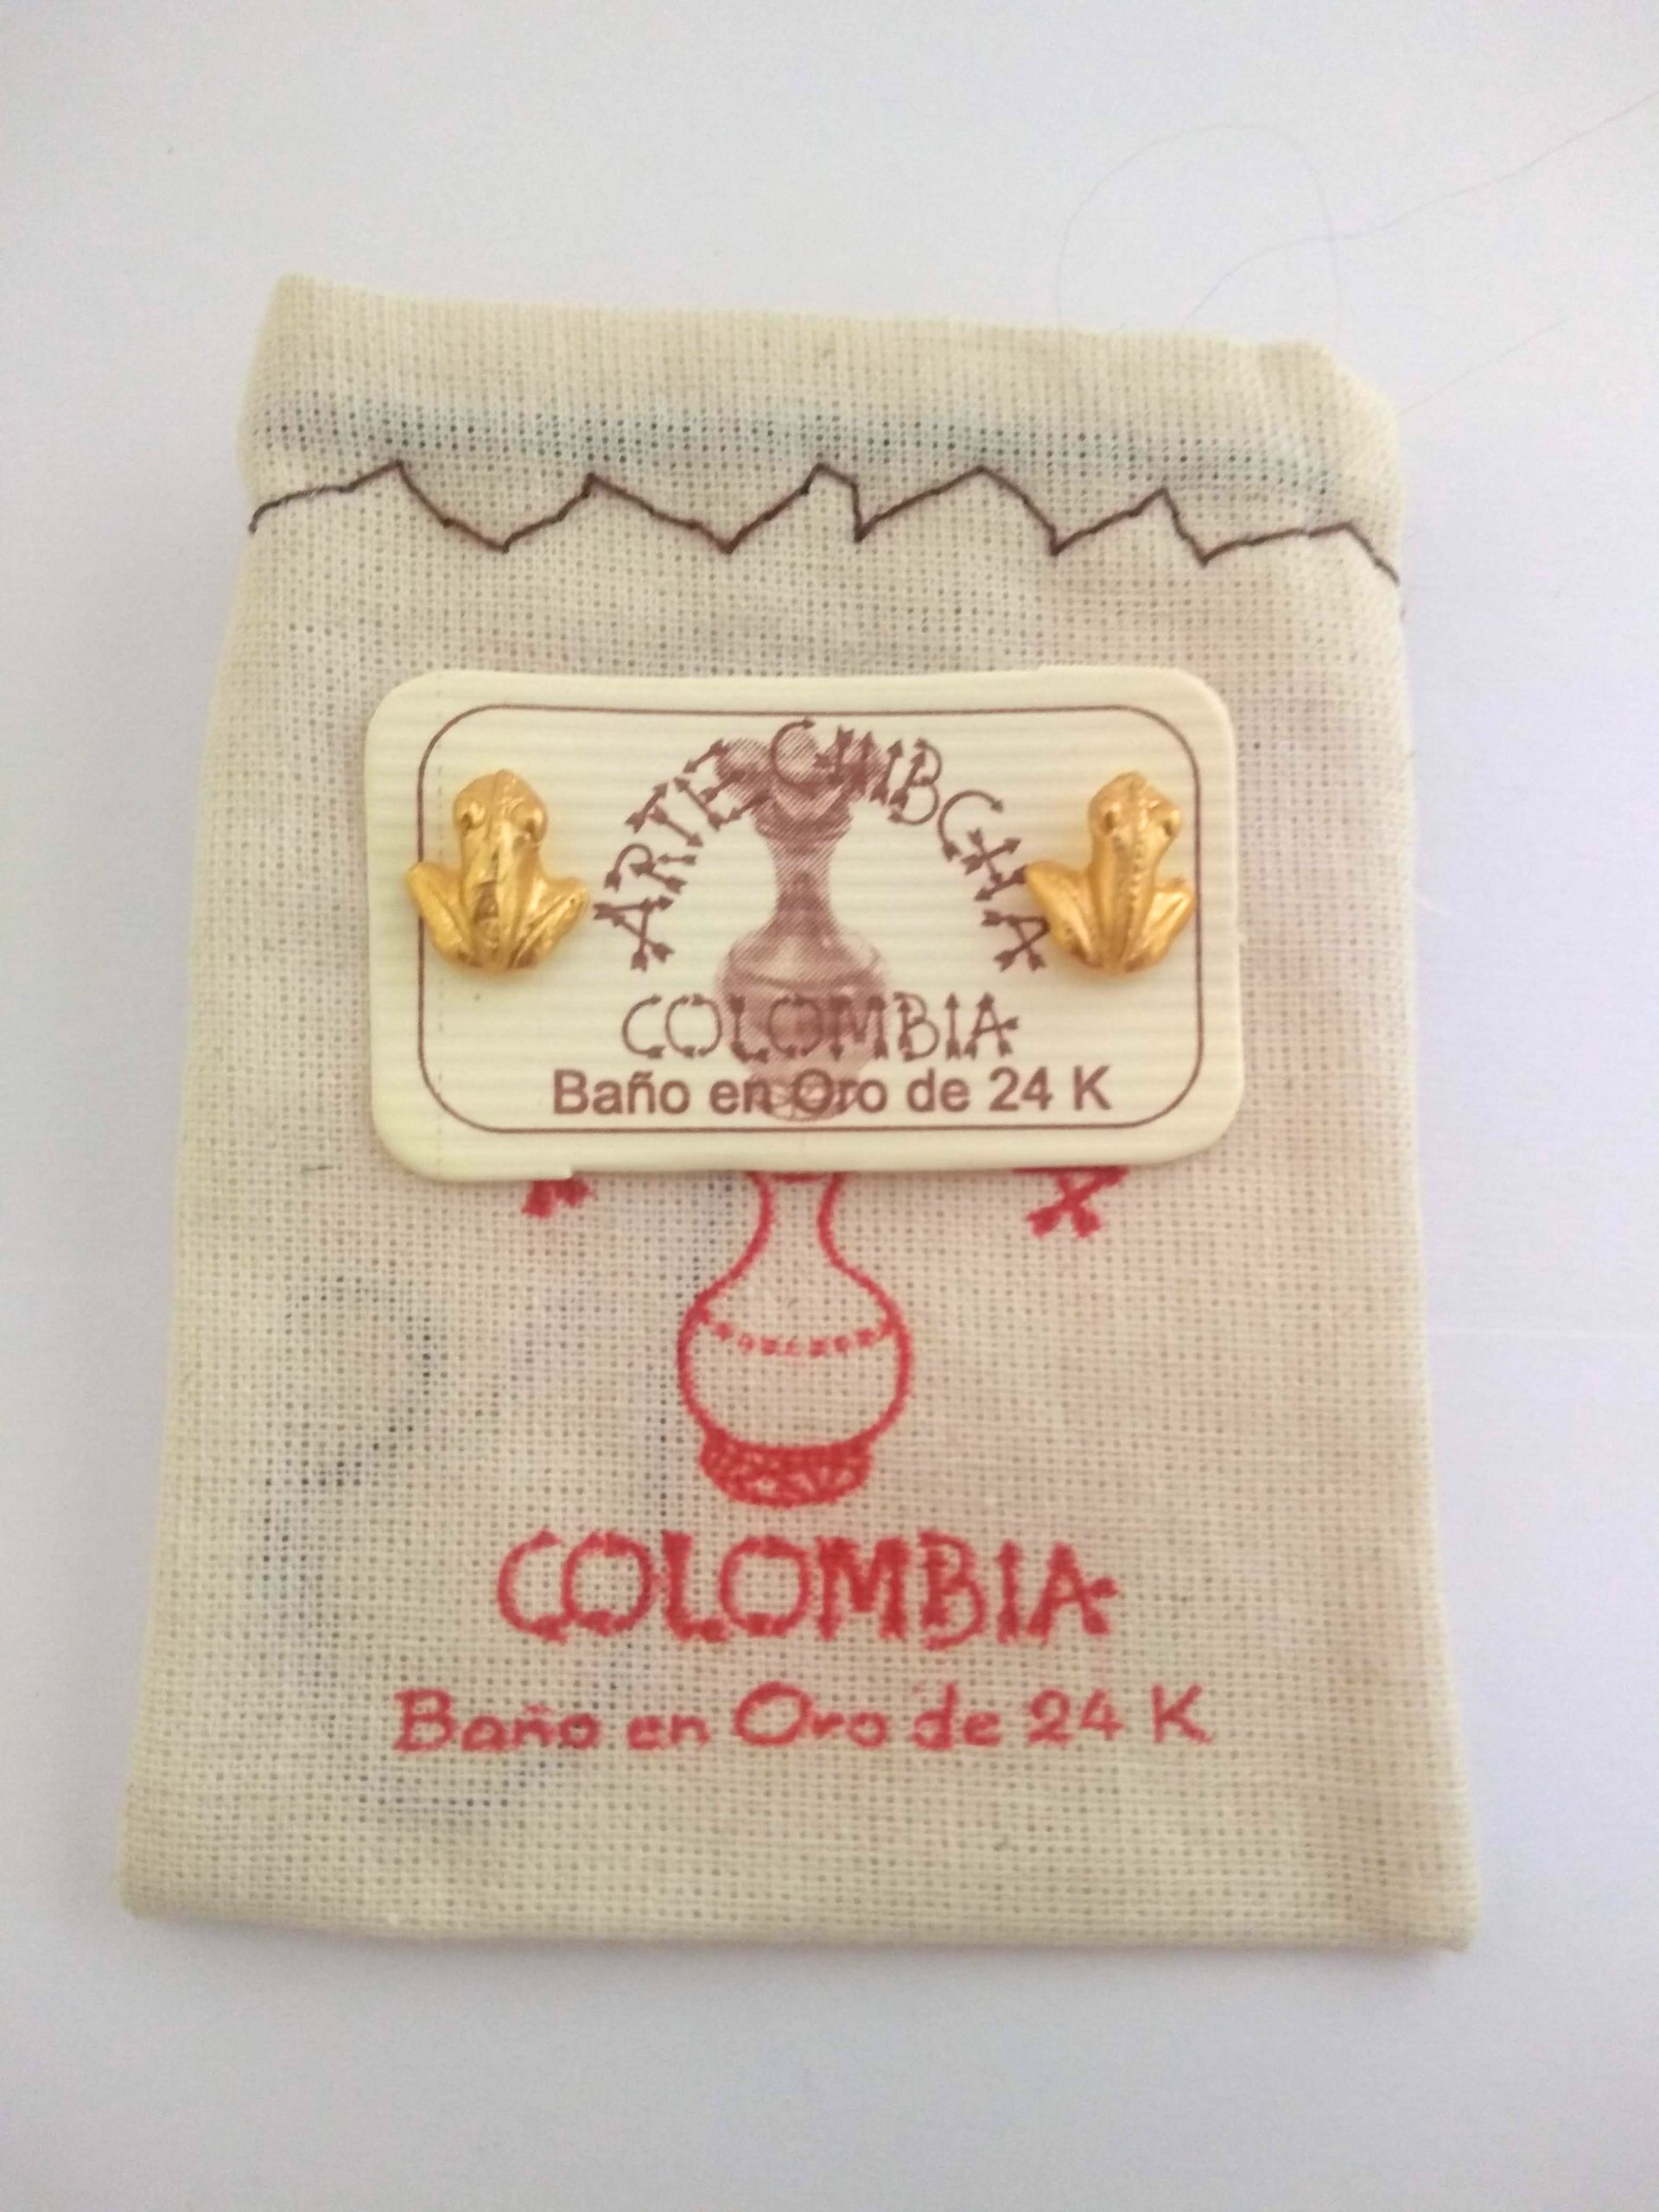 ARTE CHIBCHA
COLOMBIA
Baño en Oro de 24 K
COLOMBIA
Baño en Oro de 24 K